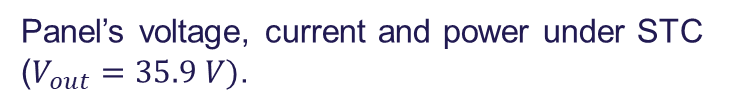 Panel's voltage, current and power under STC
(V_out = 35.9 V).